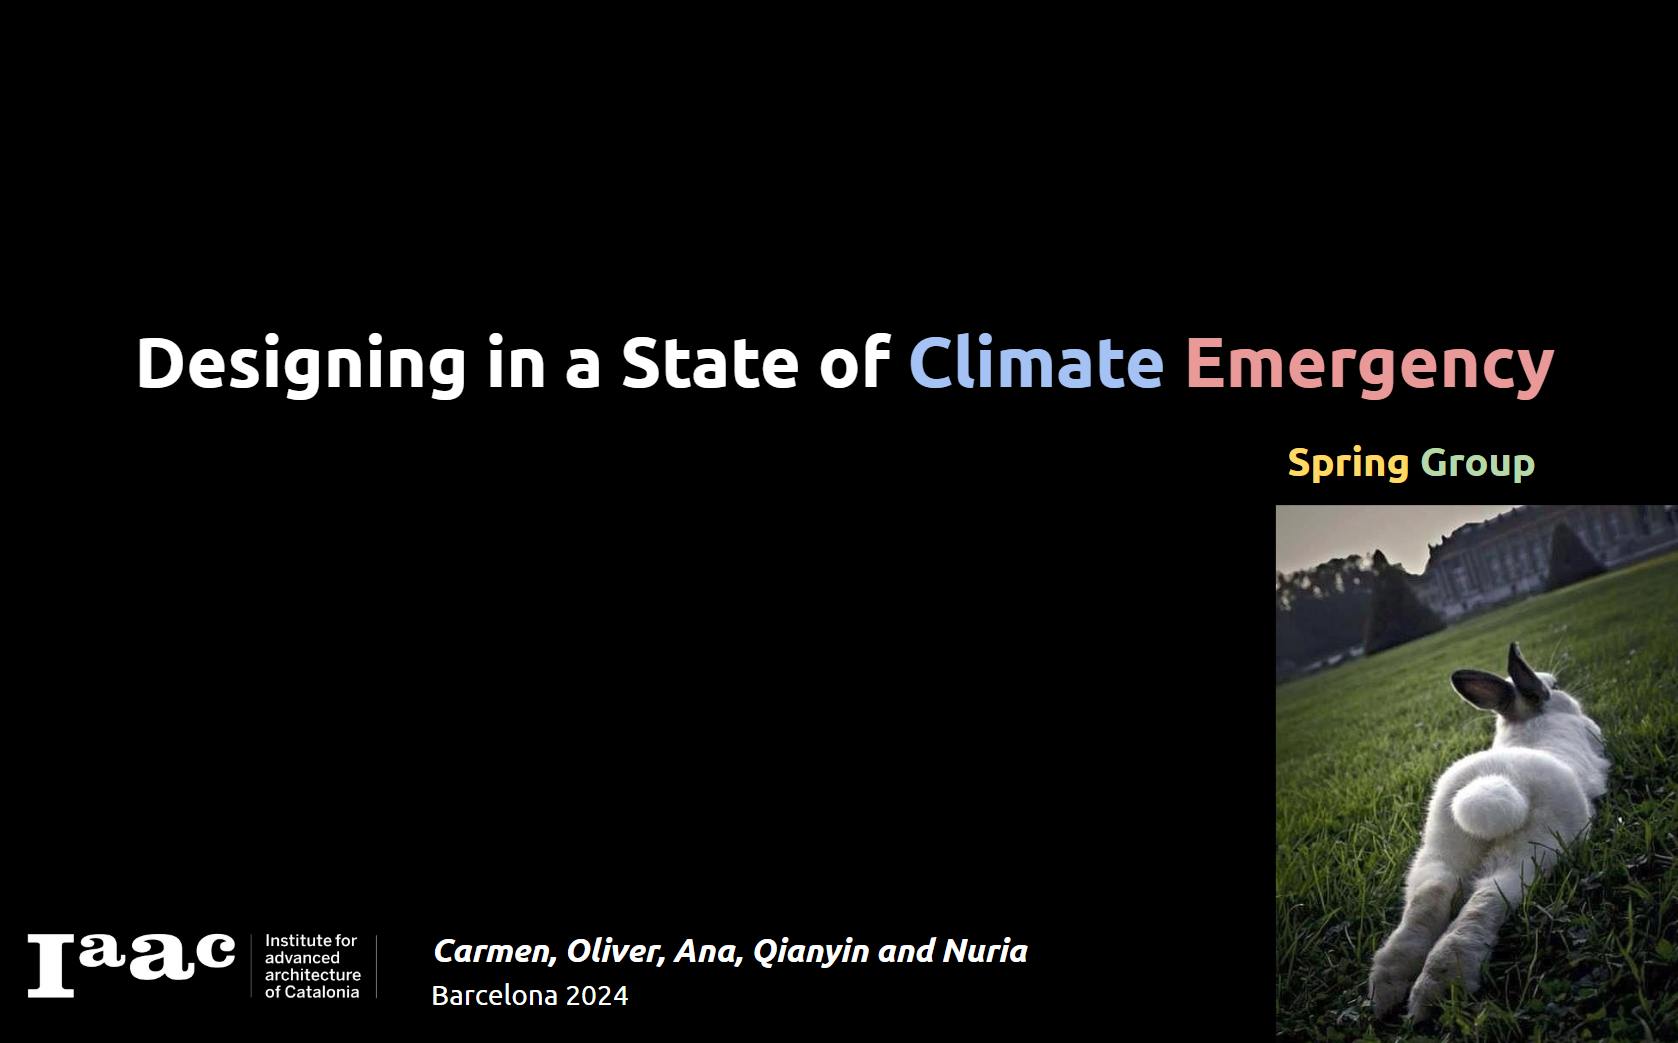 Designing in a State of Climate Emergency
Spring Group
Iaac
Institute for
advanced
architecture
of Catalonia
Carmen, Oliver, Ana, Qianyin and Nuria
Barcelona 2024